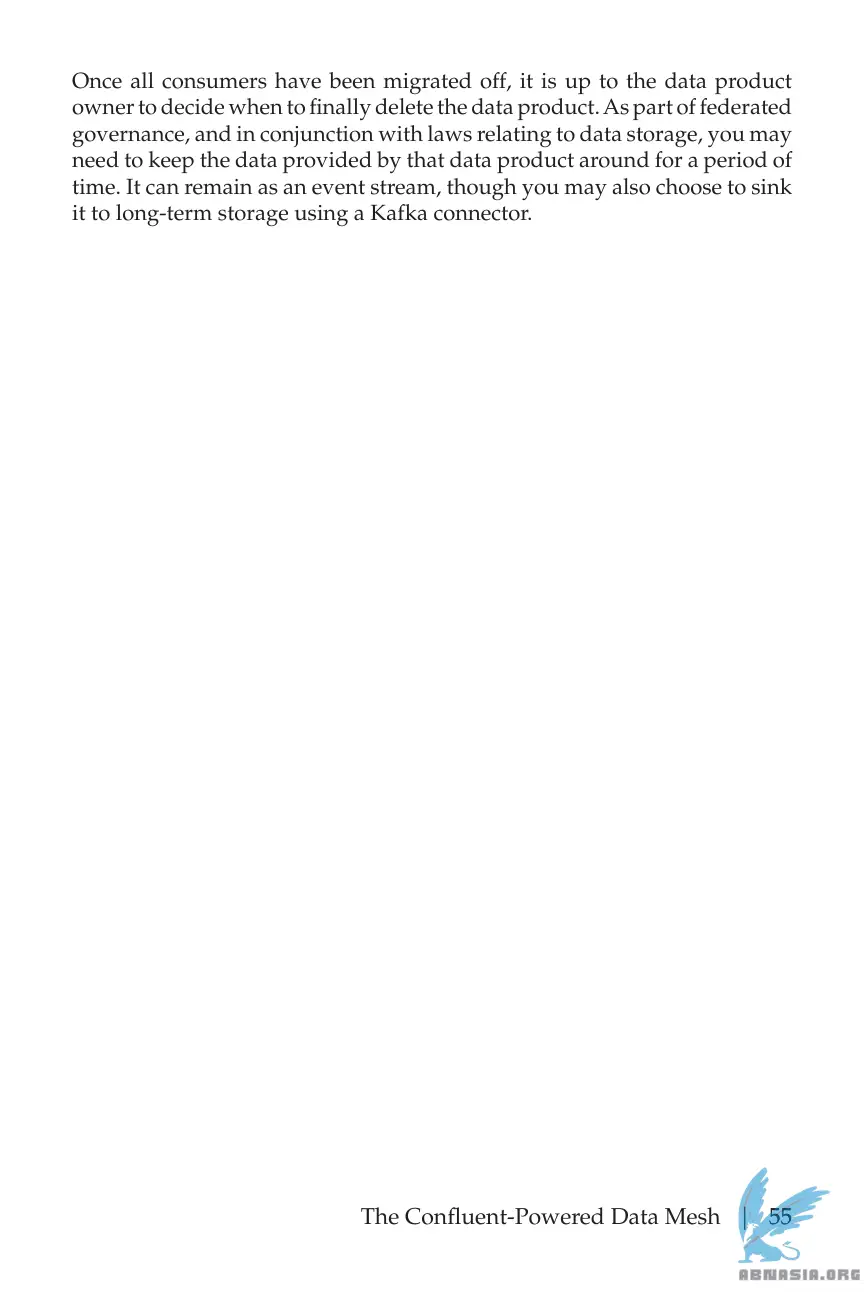 Once all consumers have been migrated off, it is up to the data product
owner to decide when to finally delete the data product. As part of federated
governance, and in conjunction with laws relating to data storage, you may
need to keep the data provided by that data product around for a period of
time. It can remain as an event stream, though you may also choose to sink
it to long-term storage using a Kafka connector.
The Confluent-Powered Data Mesh | 55
ABNASIA.ORG